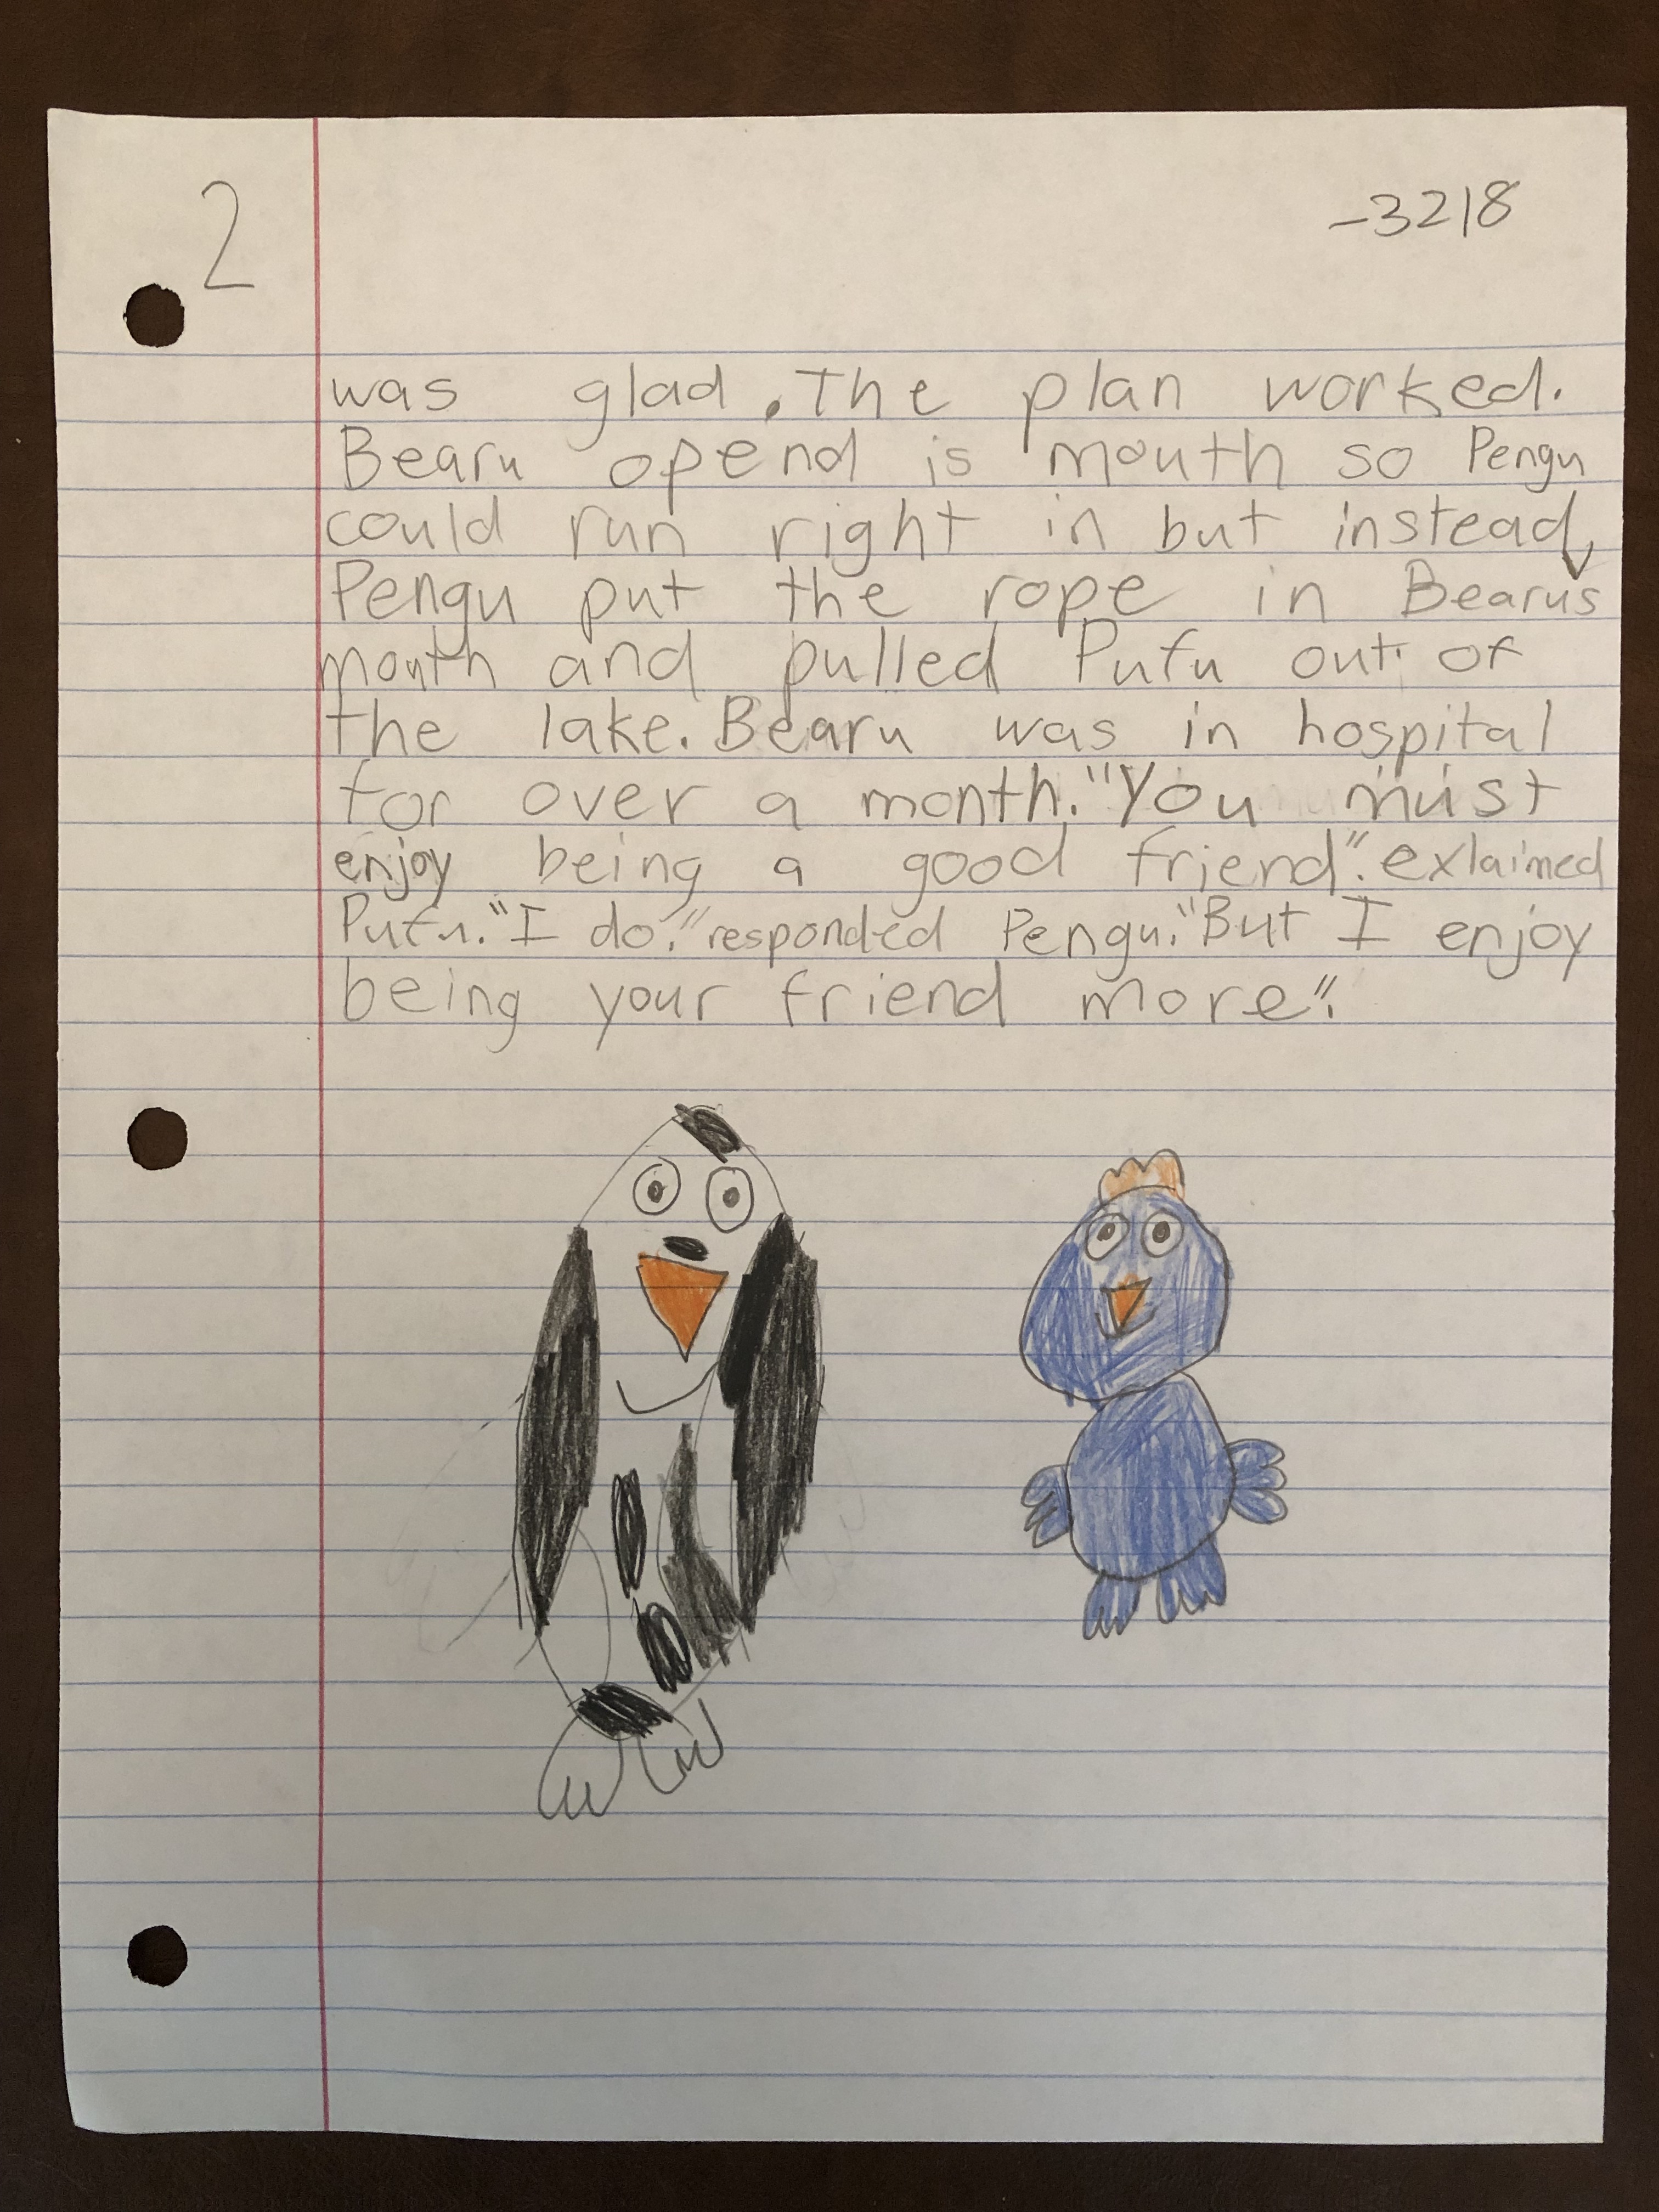 2
-3218
was glad. The plan worked.
Bearu opend is mouth so Pengu
could run right in but instead,
Pengu put the rope in Bearus
mouth and pulled Pufu out of
the lake. Bearu was in hospital
for over a month. "You must
enjoy being a good friend". exlaimed
Pufu. "I do." responded Pengu. "But I enjoy
being your friend more".